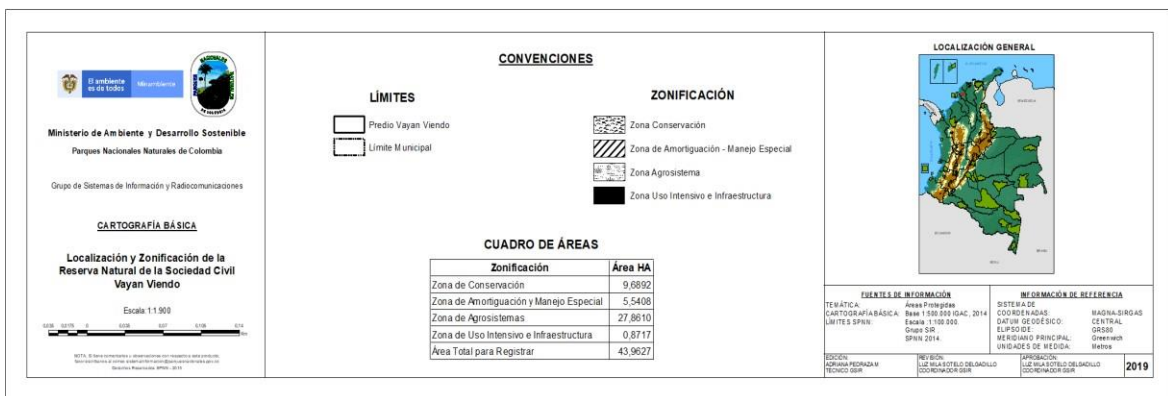 El ambiente
es de todos
Minambiente
Ministerio de Ambiente y Desarrollo Sostenible
Parques Nacionales Naturales de Colombia
Grupo de Sistemas de Información y Radiocomunicaciones
CARTOGRAFÍA BÁSICA
Localización y Zonificación de la
Reserva Natural de la Sociedad Civil
Vayan Viendo
Escala:1:1.900
CONVENCIONES
LÍMITES
Predio Vayan Viendo
Límite Municipal
ZONIFICACIÓN
Zona Conservación
Zona de Amortiguación - Manejo Especial
Zona Agrosistema
Zona Uso Intensivo e Infraestructura
CUADRO DE ÁREAS
Zonificación Área HA
Zona de Conservación 9,6892
Zona de Amortiguación y Manejo Especial 5,5408
Zona de Agrosistemas 27,8610
Zona de Uso Intensivo e Infraestructura 0,8717
Área Total para Registrar 43,9627
LOCALIZACIÓN GENERAL
FUENTES DE INFORMACIÓN
TEMÁTICA: Áreas Protegidas
CARTOGRAFÍA BÁSICA: Base 1:500.000 IGAC, 2014
LÍMITES SPNN: Escala :1:100.000.
Grupo SIR .
SPNN 2014.
INFORMACIÓN DE REFERENCIA
SISTEMA DE
COORDENADAS: MAGNA-SIRGAS
DATUM GEODÉSICO: CENTRAL
ELIPSOIDE: GRS80
MERIDIANO PRINCIPAL: Greenwich
UNIDADES DE MEDIDA: Metros
EDICIÓN:
ADRIANA PEDRAZA M
TÉCNICO GSIR
REVISIÓN:
LUZ MILA SOTELO DELGADILLO
COORDINADOR GSIR
APROBACIÓN:
LUZ MILA SOTELO DELGADILLO
COORDINADOR GSIR
2019